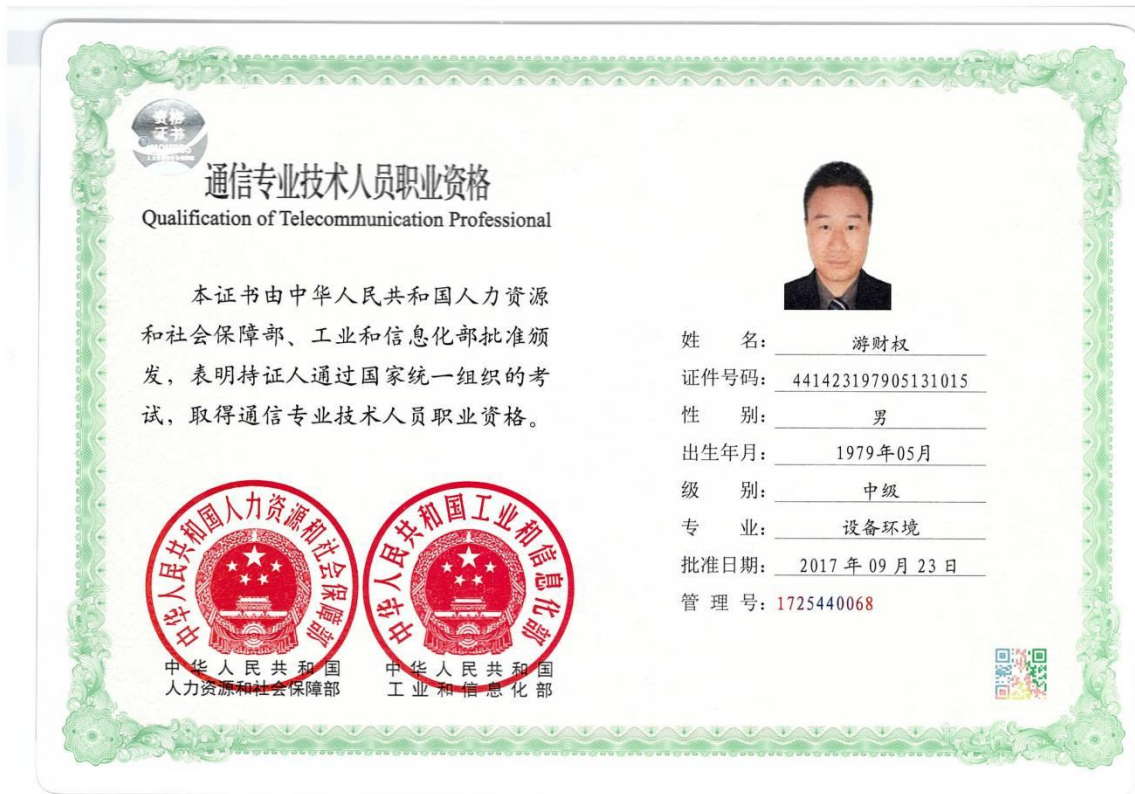 资格
证书
通信专业技术人员职业资格
Qualification of Telecommunication Professional
本证书由中华人民共和国人力资源
和社会保障部、工业和信息化部批准颁
发，表明持证人通过国家统一组织的考
试，取得通信专业技术人员职业资格。
中华人民共和国人力资源和社会保障部
中华人民共和国工业和信息化部
中华人民共和国
人力资源和社会保障部
中华人民共和国
工业和信息化部
姓 名： 游财权
证件号码： 441423197905131015
性 别： 男
出生年月： 1979年05月
级 别： 中级
专 业： 设备环境
批准日期： 2017 年 09 月 23 日
管 理 号：1725440068